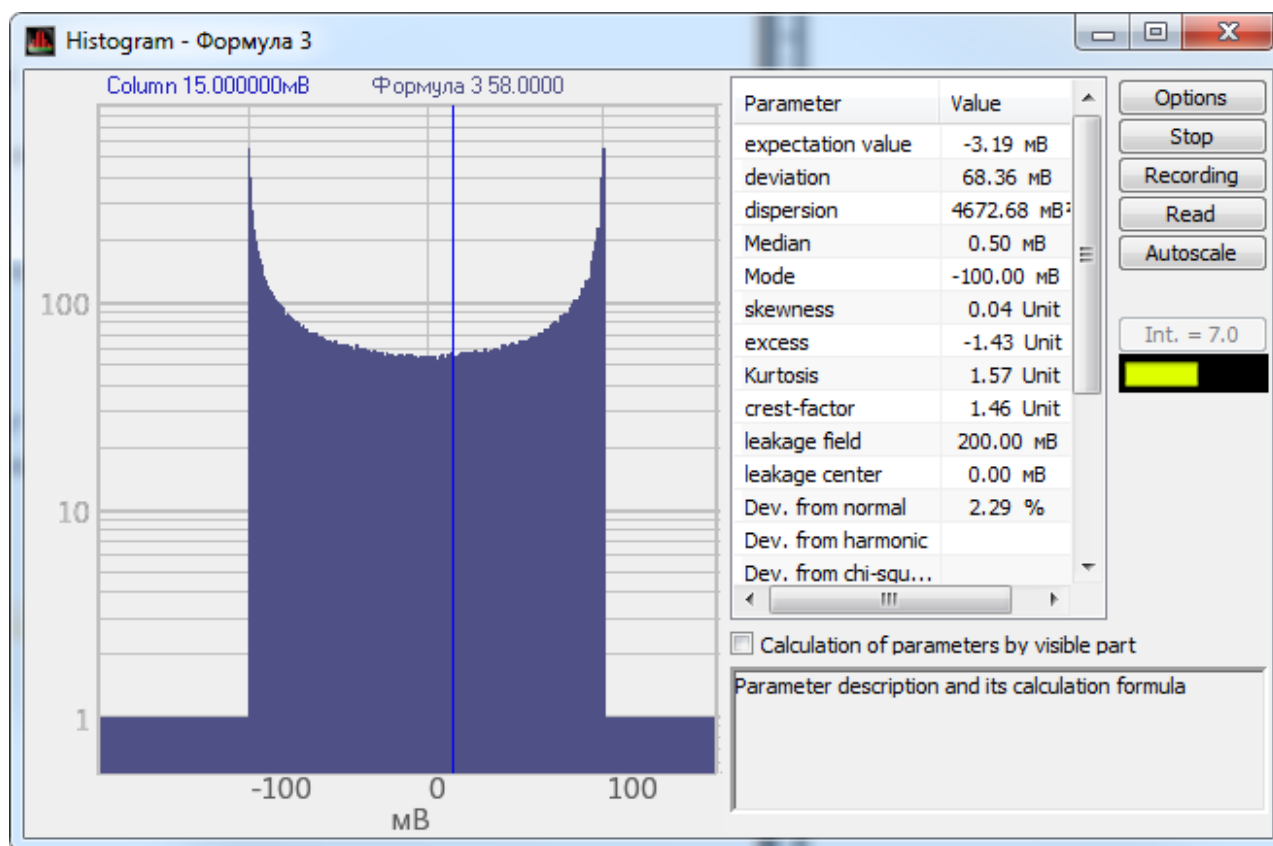 Histogram - Формула 3
Column 15.000000мВ Формула 3 58.0000
100
10
1
-100 0 100
мВ
Parameter Value
expectation value -3.19 мВ
deviation 68.36 мВ
dispersion 4672.68 мВ²
Median 0.50 мВ
Mode -100.00 мВ
skewness 0.04 Unit
excess -1.43 Unit
Kurtosis 1.57 Unit
crest-factor 1.46 Unit
leakage field 200.00 мВ
leakage center 0.00 мВ
Dev. from normal 2.29 %
Dev. from harmonic
Dev. from chi-squ...
Calculation of parameters by visible part
Parameter description and its calculation formula
Options
Stop
Recording
Read
Autoscale
Int. = 7.0